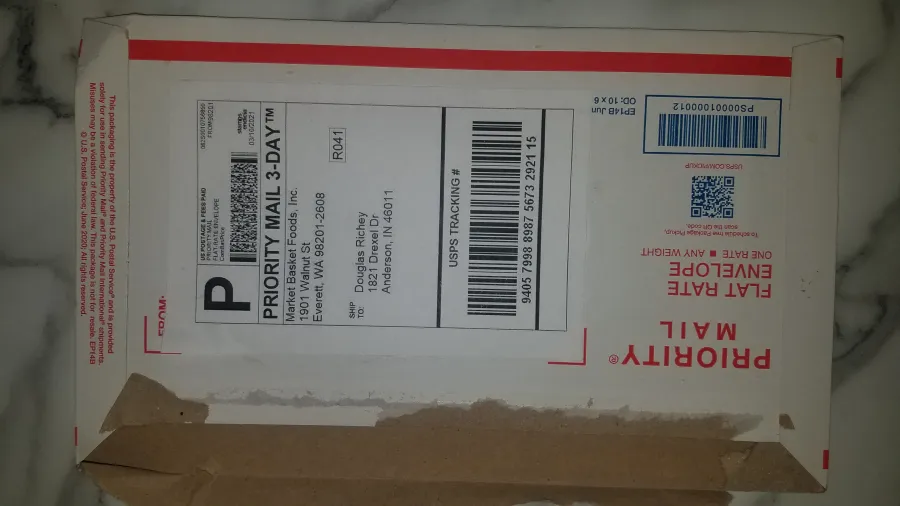 P
US POSTAGE & FEES PAID
PRIORITY MAIL
FLAT-RATE ENVELOPE
ComBasPrice
stamps
endicia
03/16/2021
PRIORITY MAIL 3-DAY™
Market Basket Foods, Inc.
1901 Walnut St
Everett, WA 98201-2608
R041
SHIP
TO:
Douglas Richey
1821 Drexel Dr
Anderson, IN 46011
USPS TRACKING #
9405 7998 8987 5673 2921 15
FROM:
PRIORITY®
MAIL
FLAT RATE
ENVELOPE
ONE RATE ■ ANY WEIGHT
To schedule free Package Pickup,
scan the QR code.
USPS.COM/PICKUP
PS00001000012
EP14B Jun
OD: 10 x 6
This packaging is the property of the U.S. Postal Service® and is provided
solely for use in sending Priority Mail® and Priority Mail International® shipments.
Misuses may be a violation of federal law. This package is not for resale. EP14B
© U.S. Postal Service; June 2020; All rights reserved.